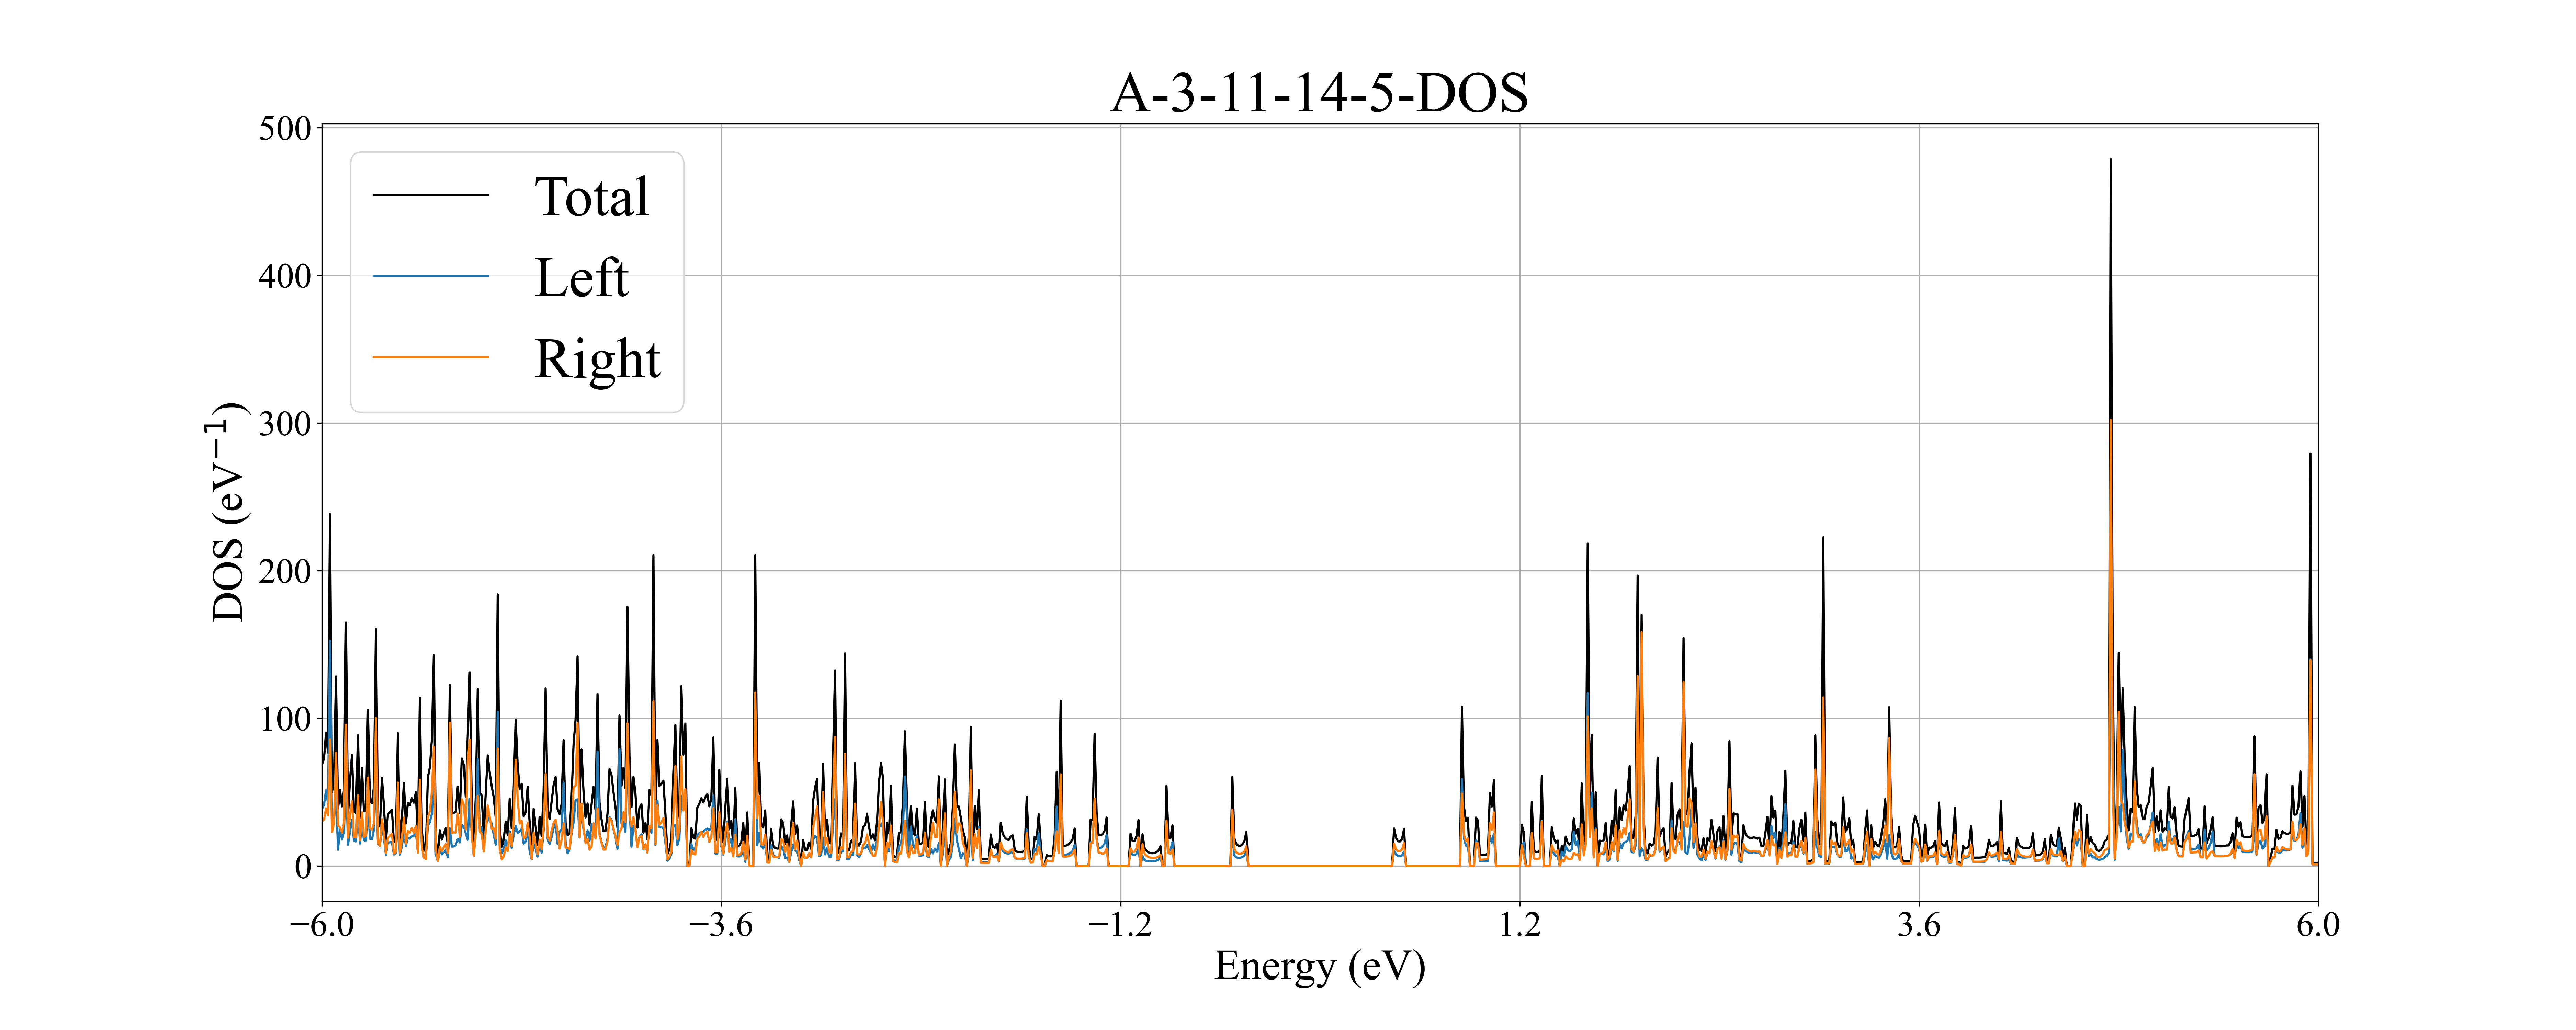 A-3-11-14-5-DOS
500
400
300
200
100
0
DOS (eV⁻¹)
Total
Left
Right
−6.0
−3.6
−1.2
1.2
3.6
6.0
Energy (eV)